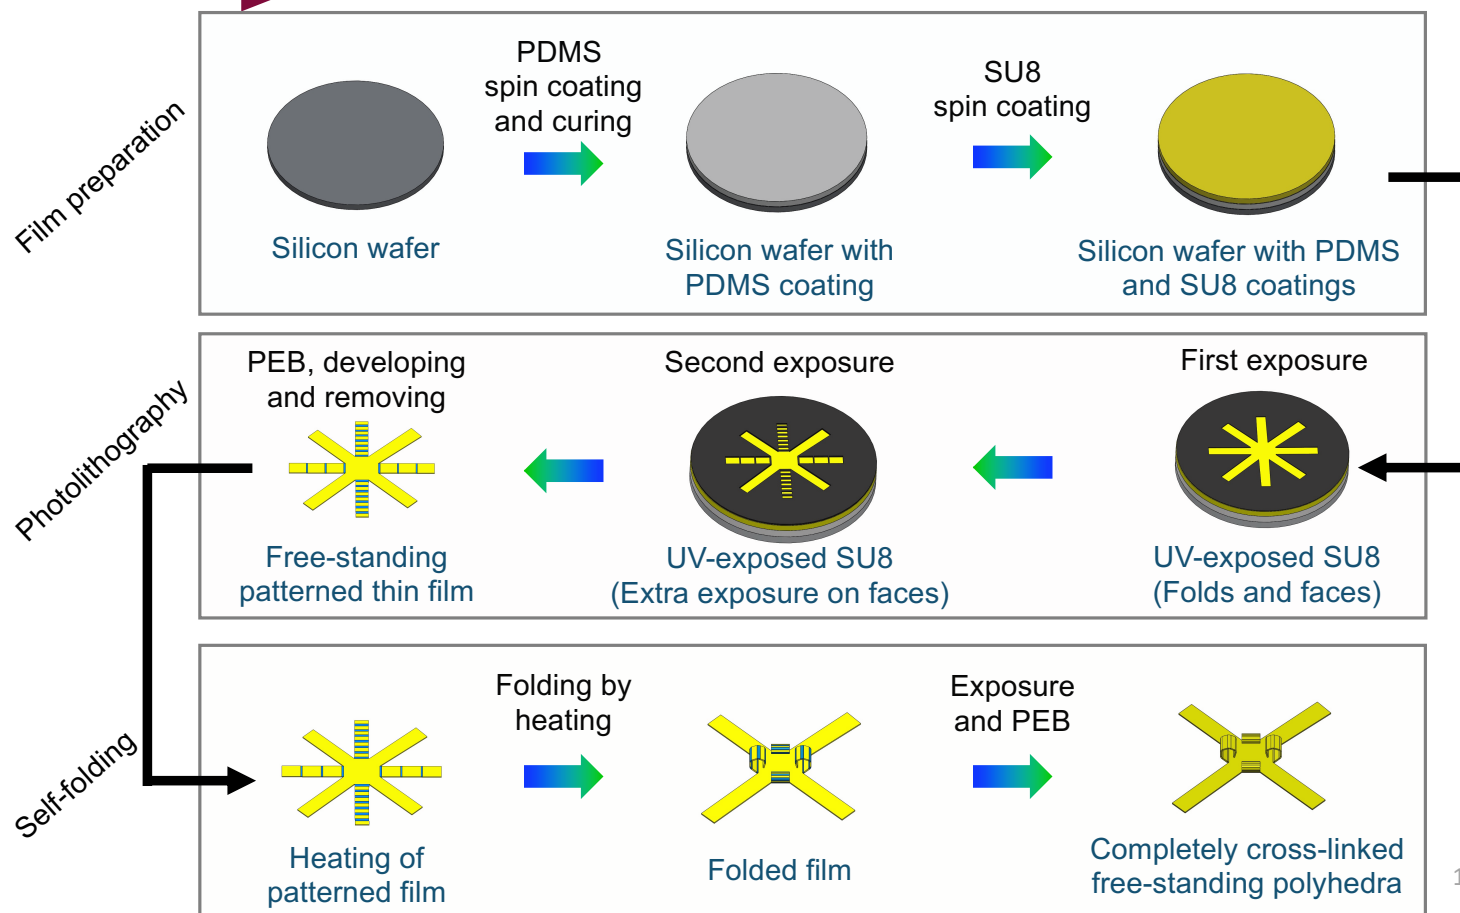 Film preparation
PDMS
spin coating
and curing
SU8
spin coating
Silicon wafer
Silicon wafer with
PDMS coating
Silicon wafer with PDMS
and SU8 coatings
Photolithography
PEB, developing
and removing
Second exposure
First exposure
Free-standing
patterned thin film
UV-exposed SU8
(Extra exposure on faces)
UV-exposed SU8
(Folds and faces)
Self-folding
Folding by
heating
Exposure
and PEB
Heating of
patterned film
Folded film
Completely cross-linked
free-standing polyhedra
1